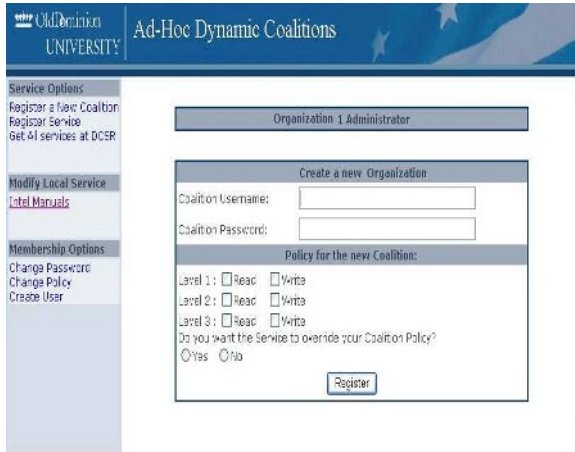 OldDominion
UNIVERSITY
Ad-Hoc Dynamic Coalitions
Service Options
Register a New Coalition
Register Service
Get All services at DCSR
Modify Local Service
Intel Manuals
Membership Options
Change Password
Change Policy
Create User
Organization 1 Administrator
Create a new Organization
Coalition Username:
Coalition Password:
Policy for the new Coalition:
Level 1: Read Write
Level 2: Read Write
Level 3: Read Write
Do you want the Service to override your Coalition Policy?
Yes No
Register